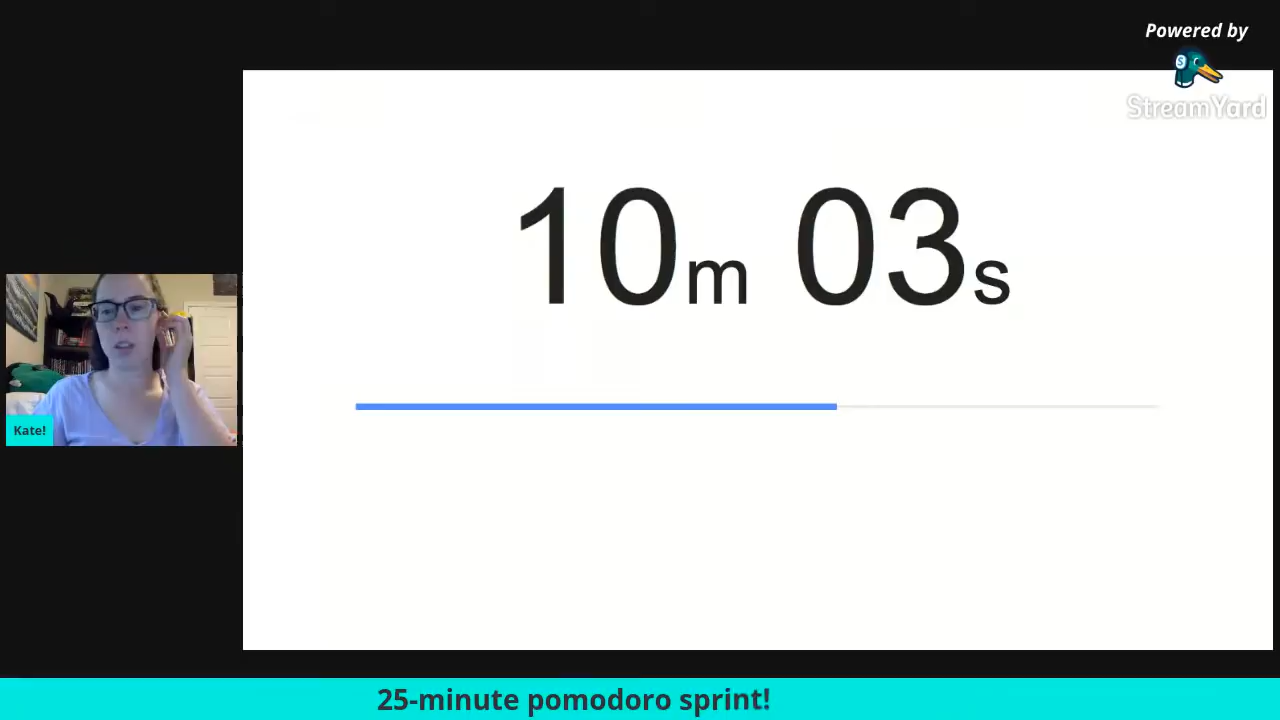 Powered by
StreamYard
10m 03s
Kate!
25-minute pomodoro sprint!